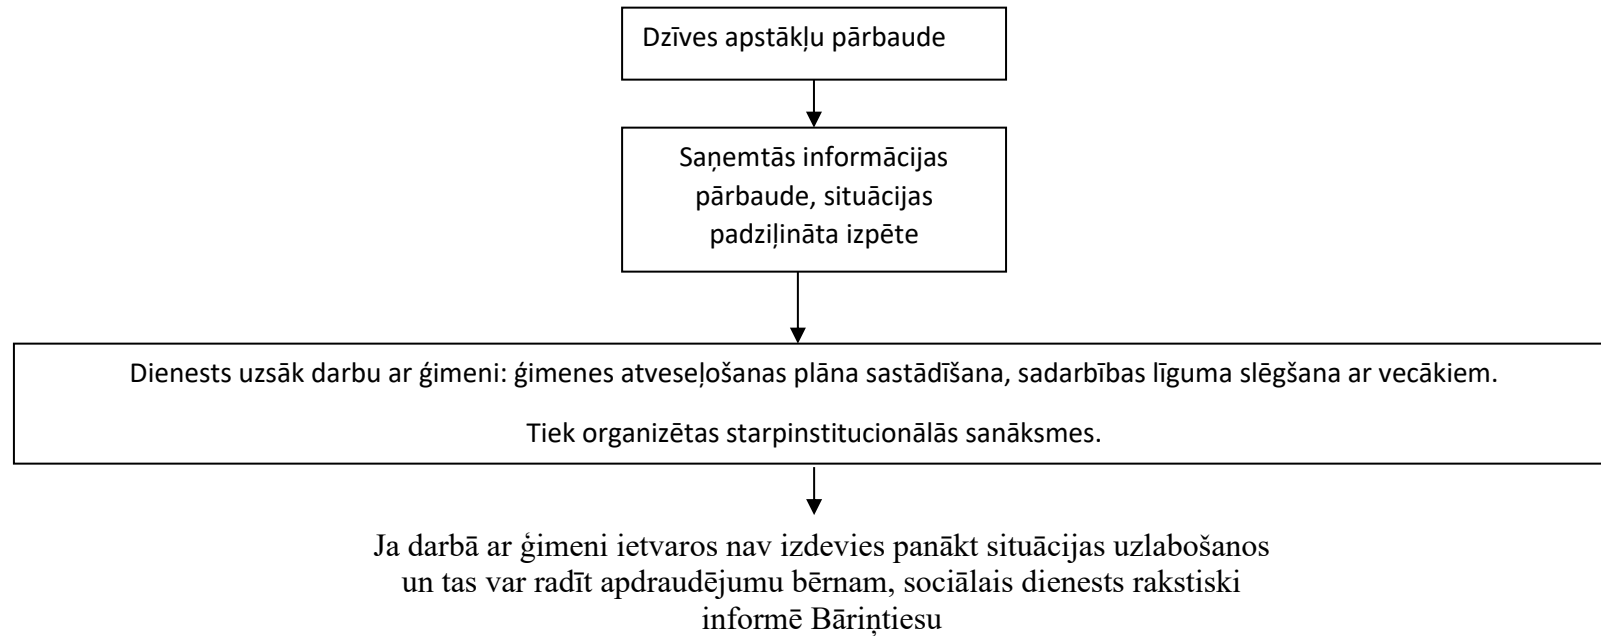 Dzīves apstākļu pārbaude
Saņemtās informācijas
pārbaude, situācijas
padziļināta izpēte
Dienests uzsāk darbu ar ģimeni: ģimenes atveseļošanas plāna sastādīšana, sadarbības līguma slēgšana ar vecākiem.
Tiek organizētas starpinstitucionālās sanāksmes.
Ja darbā ar ģimeni ietvaros nav izdevies panākt situācijas uzlabošanos
un tas var radīt apdraudējumu bērnam, sociālais dienests rakstiski
informē Bāriņtiesu